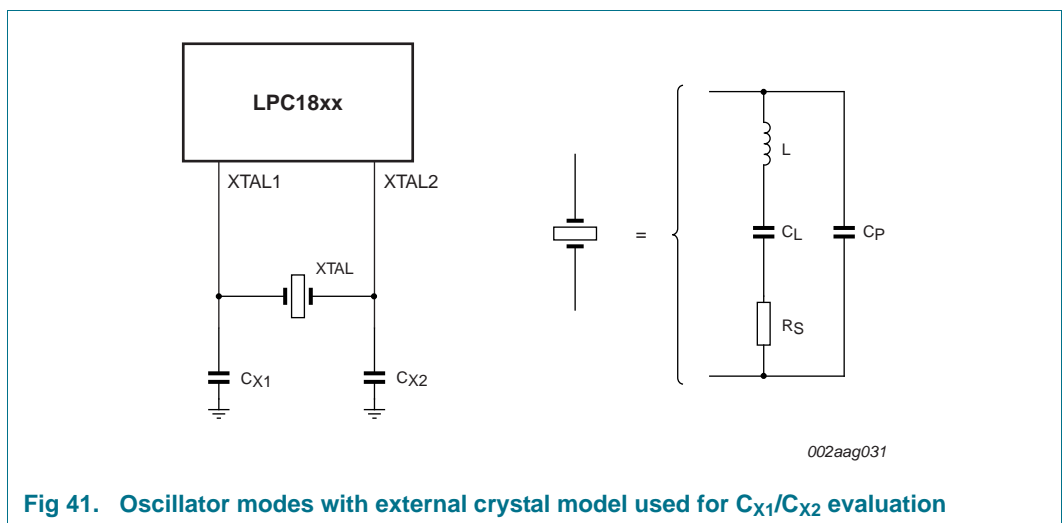 LPC18xx
XTAL1
XTAL2
XTAL
CX1
CX2
=
L
CL
CP
RS
002aag031
Fig 41. Oscillator modes with external crystal model used for CX1/CX2 evaluation